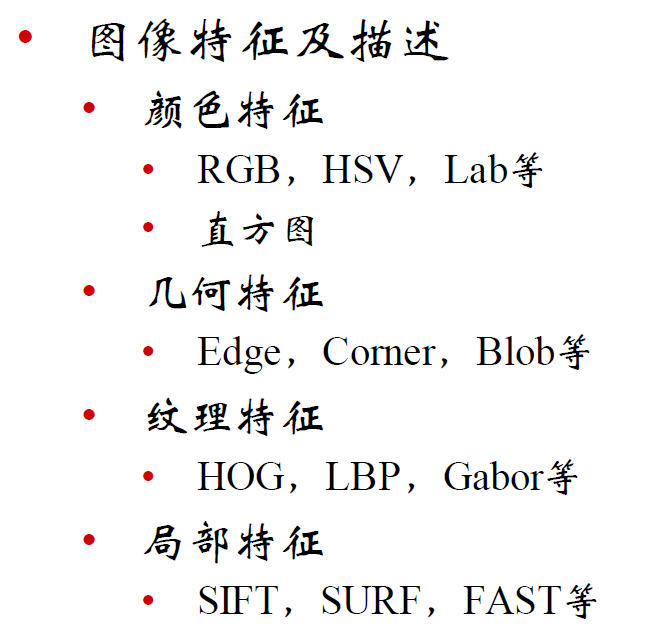 图像特征及描述
颜色特征
RGB，HSV，Lab等
直方图
几何特征
Edge，Corner，Blob等
纹理特征
HOG，LBP，Gabor等
局部特征
SIFT，SURF，FAST等